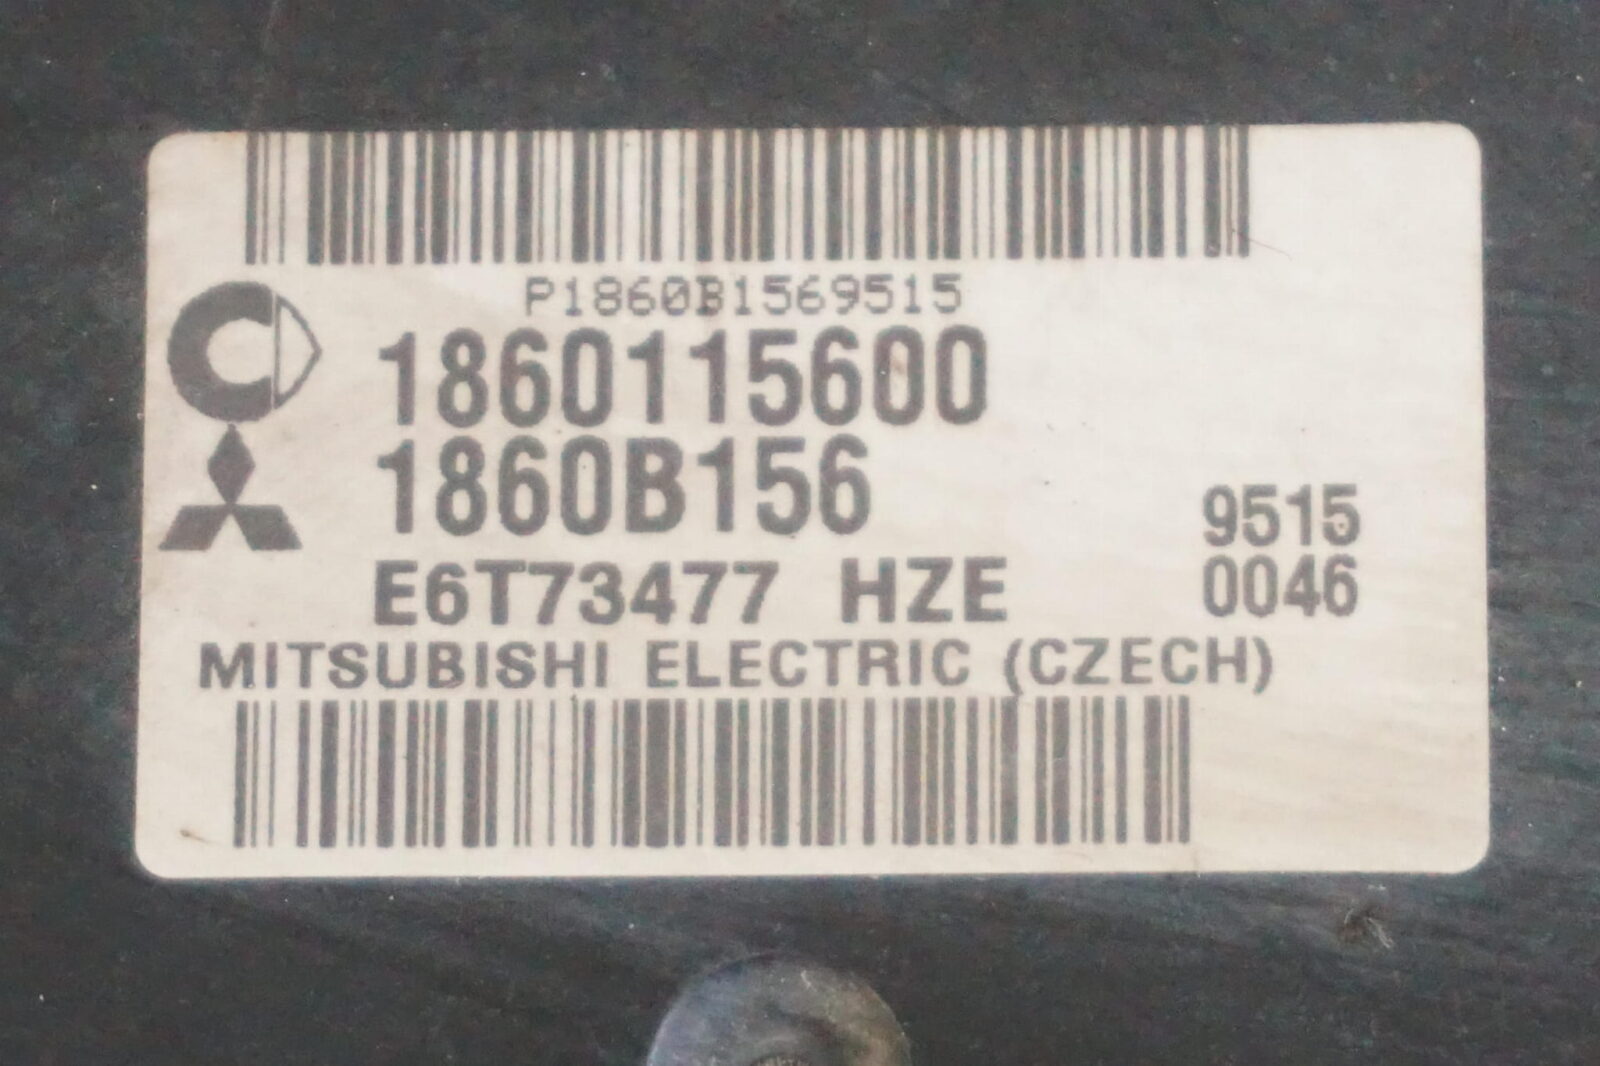 P1860B1569515
1860115600
1860B156
9515
E6T73477 HZE
0046
MITSUBISHI ELECTRIC (CZECH)